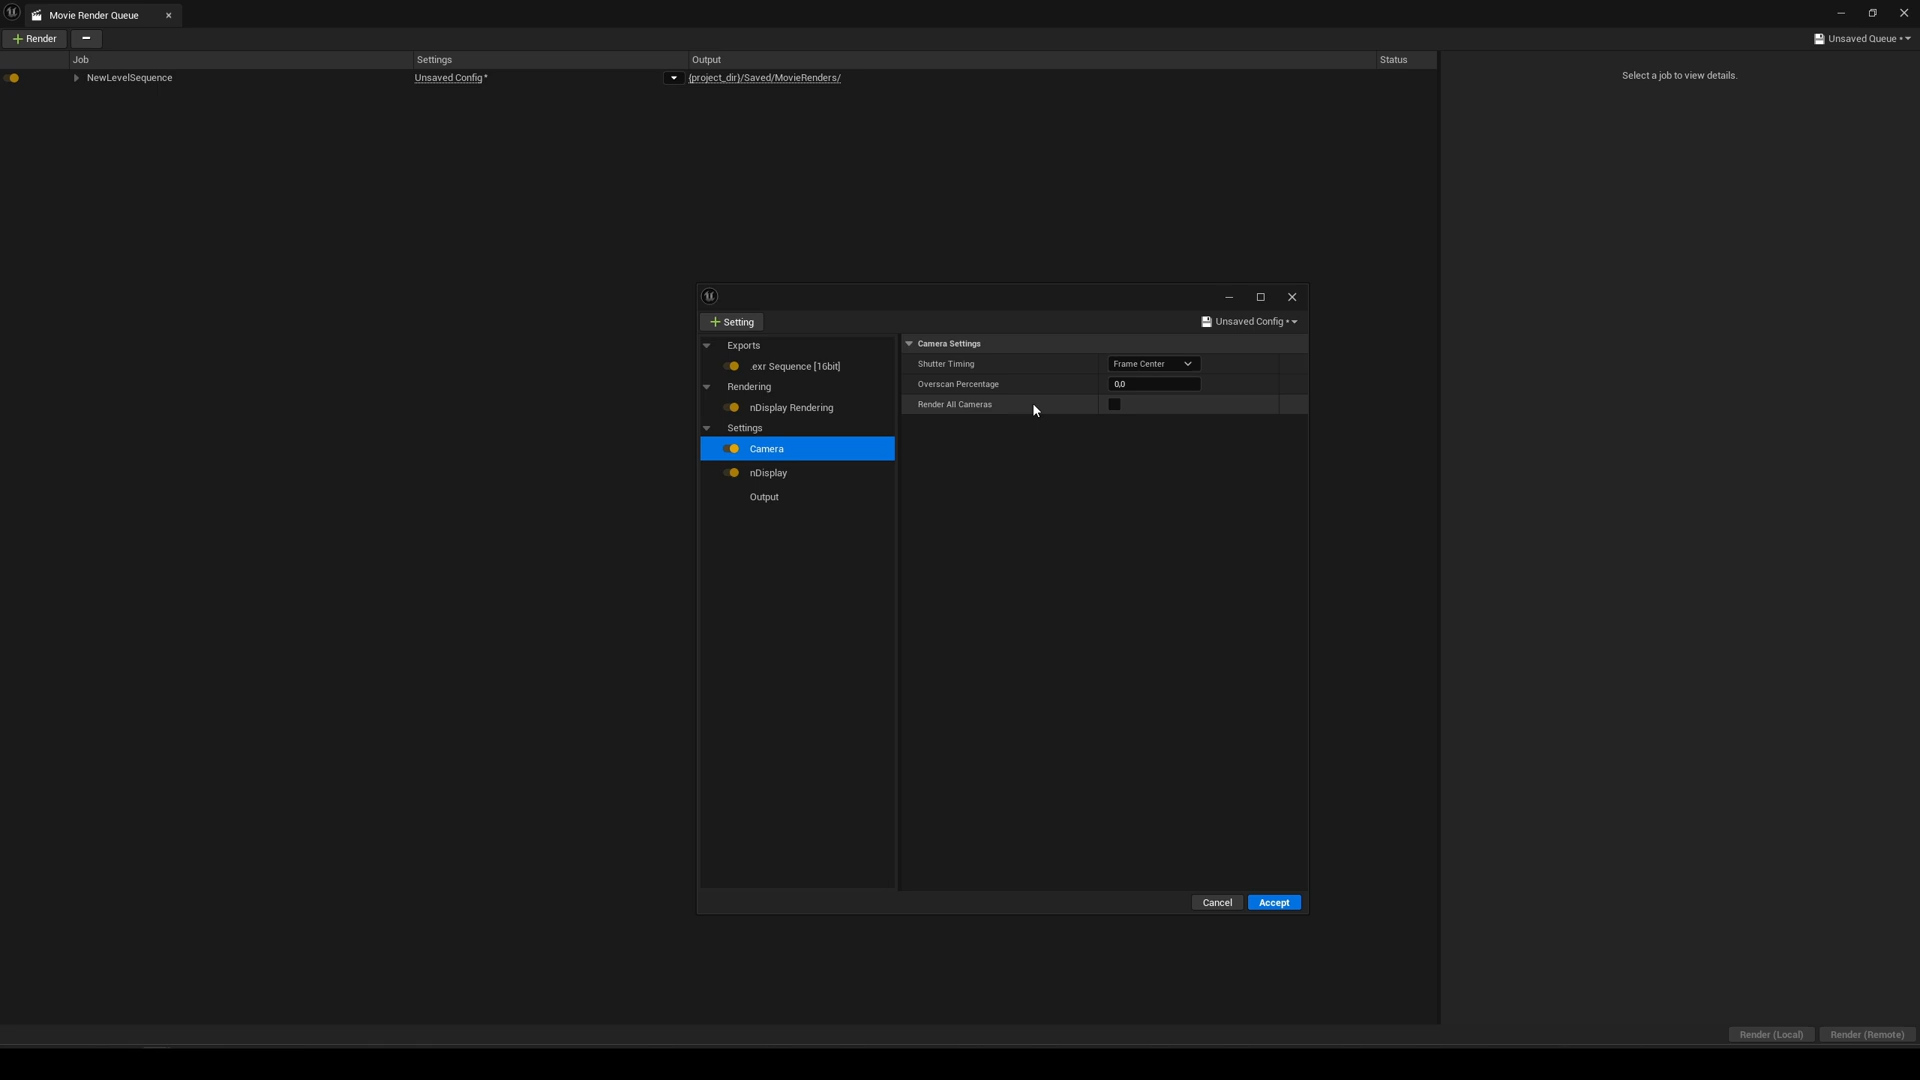 Movie Render Queue
Render
Unsaved Queue •
Job
Settings
Output
Status
NewLevelSequence
Unsaved Config*
{project_dir}/Saved/MovieRenders/
Select a job to view details.
Setting
Unsaved Config •
Exports
.exr Sequence [16bit]
Rendering
nDisplay Rendering
Settings
Camera
nDisplay
Output
Camera Settings
Shutter Timing
Frame Center
Overscan Percentage
0,0
Render All Cameras
Cancel
Accept
Render (Local)
Render (Remote)